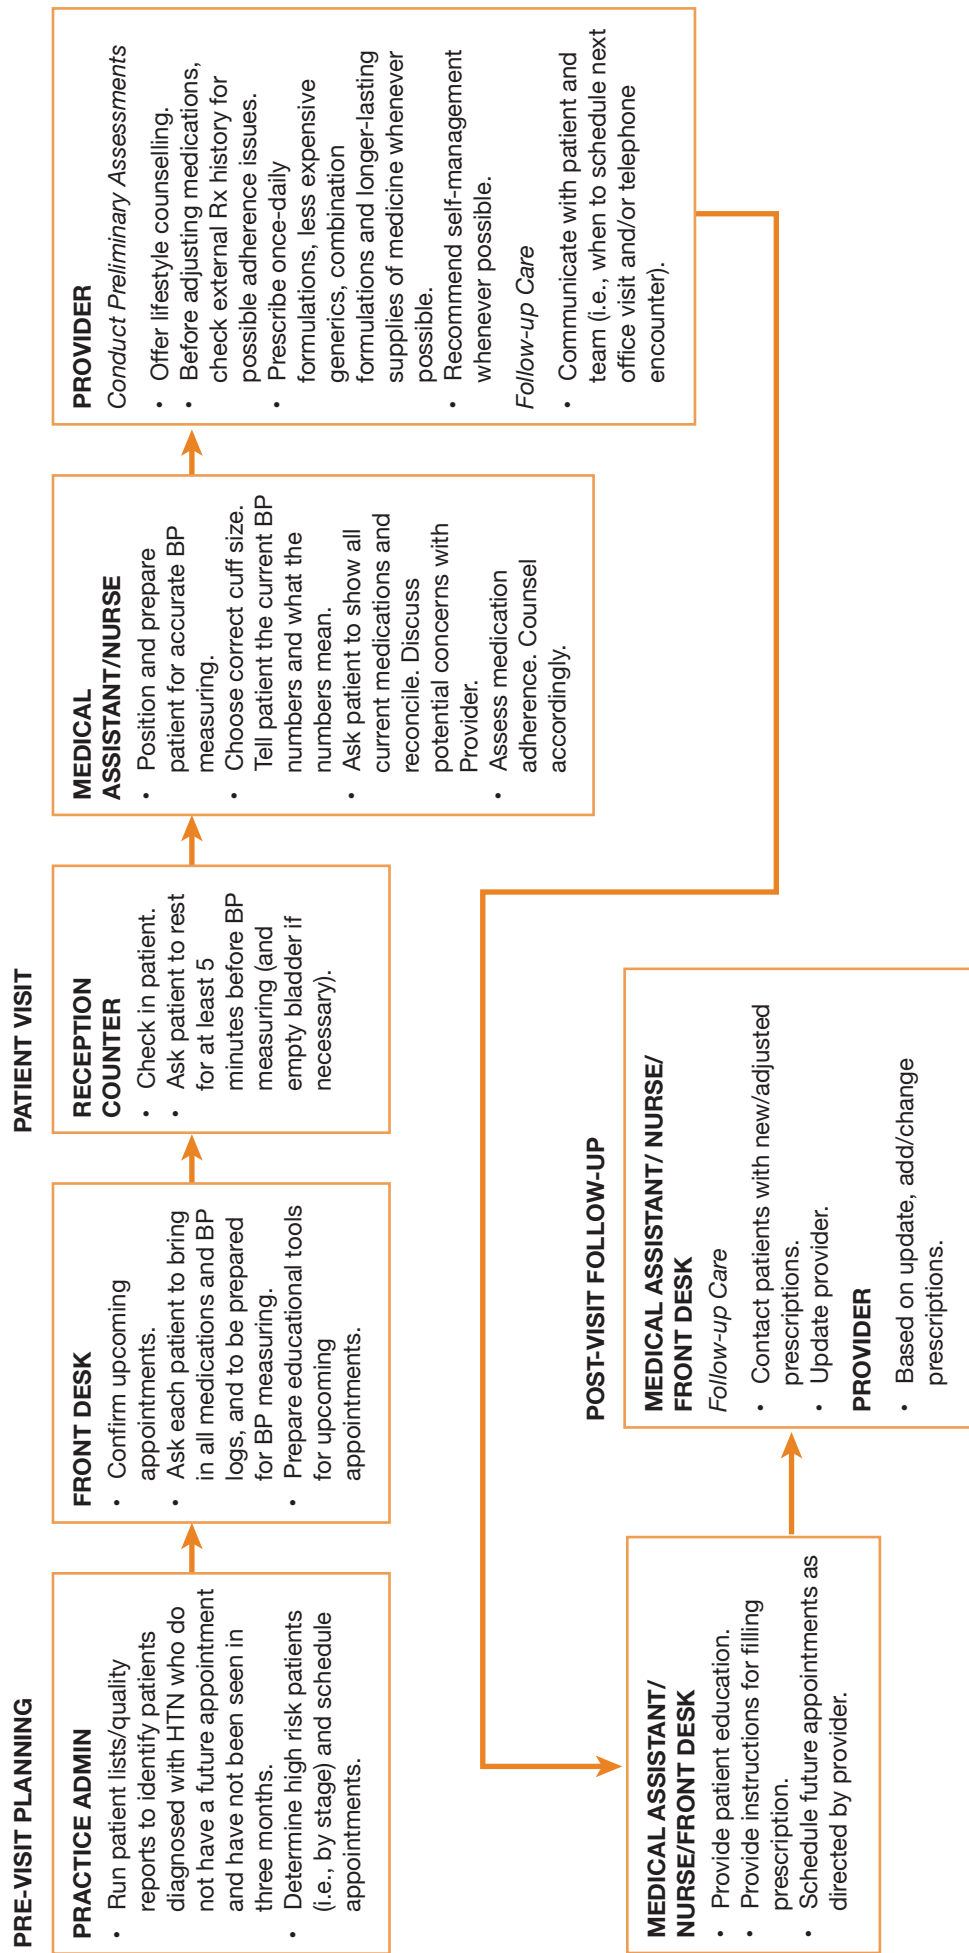 PRE-VISIT PLANNING
PRACTICE ADMIN
• Run patient lists/quality
reports to identify patients
diagnosed with HTN who do
not have a future appointment
and have not been seen in
three months.
• Determine high risk patients
(i.e., by stage) and schedule
appointments.
FRONT DESK
• Confirm upcoming
appointments.
• Ask each patient to bring
in all medications and BP
logs, and to be prepared
for BP measuring.
• Prepare educational tools
for upcoming
appointments.
PATIENT VISIT
RECEPTION
COUNTER
• Check in patient.
• Ask patient to rest
for at least 5
minutes before BP
measuring (and
empty bladder if
necessary).
MEDICAL
ASSISTANT/NURSE
• Position and prepare
patient for accurate BP
measuring.
• Choose correct cuff size.
Tell patient the current BP
numbers and what the
numbers mean.
• Ask patient to show all
current medications and
reconcile. Discuss
potential concerns with
Provider.
• Assess medication
adherence. Counsel
accordingly.
PROVIDER
Conduct Preliminary Assessments
• Offer lifestyle counselling.
• Before adjusting medications,
check external Rx history for
possible adherence issues.
• Prescribe once-daily
formulations, less expensive
generics, combination
formulations and longer-lasting
supplies of medicine whenever
possible.
• Recommend self-management
whenever possible.
Follow-up Care
• Communicate with patient and
team (i.e., when to schedule next
office visit and/or telephone
encounter).
MEDICAL ASSISTANT/
NURSE/FRONT DESK
• Provide patient education.
• Provide instructions for filling
prescription.
• Schedule future appointments as
directed by provider.
POST-VISIT FOLLOW-UP
MEDICAL ASSISTANT/ NURSE/
FRONT DESK
Follow-up Care
• Contact patients with new/adjusted
prescriptions.
• Update provider.
PROVIDER
• Based on update, add/change
prescriptions.